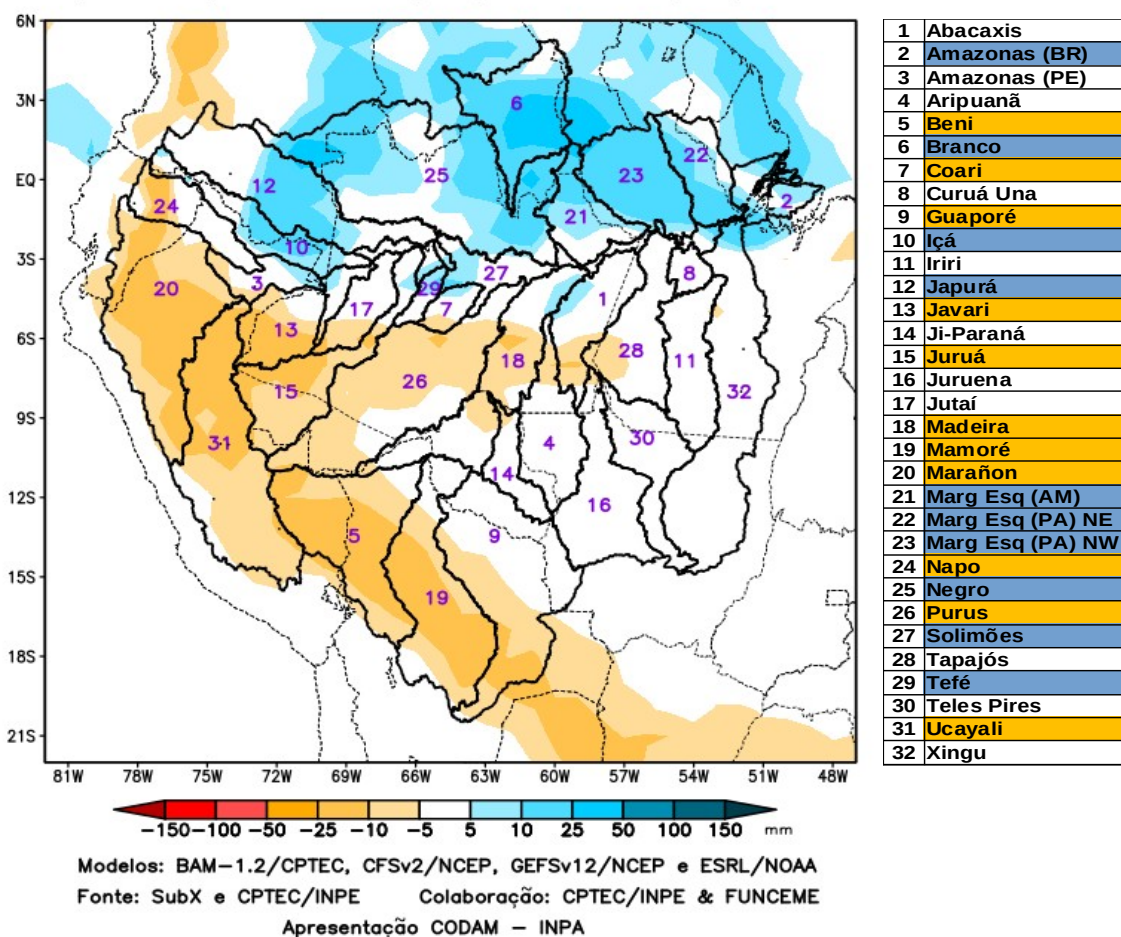 6N
3N
EQ
3S
6S
9S
12S
15S
18S
21S
81W 78W 75W 72W 69W 66W 63W 60W 57W 54W 51W 48W
6
12
25
23
22
2
24
21
10
3
27
8
20
29
1
17
7
13
28
18
11
15
26
32
31
4
30
14
16
5
9
19
1 Abacaxis
2 Amazonas (BR)
3 Amazonas (PE)
4 Aripuanã
5 Beni
6 Branco
7 Coari
8 Curuá Una
9 Guaporé
10 Içá
11 Iriri
12 Japurá
13 Javari
14 Ji-Paraná
15 Juruá
16 Juruena
17 Jutaí
18 Madeira
19 Mamoré
20 Marañon
21 Marg Esq (AM)
22 Marg Esq (PA) NE
23 Marg Esq (PA) NW
24 Napo
25 Negro
26 Purus
27 Solimões
28 Tapajós
29 Tefé
30 Teles Pires
31 Ucayali
32 Xingu
-150 -100 -50 -25 -10 -5 5 10 25 50 100 150 mm
Modelos: BAM-1.2/CPTEC, CFSv2/NCEP, GEFSv12/NCEP e ESRL/NOAA
Fonte: SubX e CPTEC/INPE Colaboração: CPTEC/INPE & FUNCEME
Apresentação CODAM - INPA